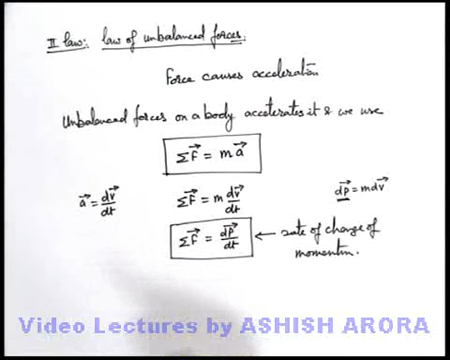 II law: law of unbalanced forces.
Force causes acceleration
Unbalanced forces on a body accelerates it & we use
Σf⃗ = ma⃗
a⃗ = dv⃗/dt
Σf⃗ = m dv⃗/dt
dp⃗ = mdv⃗
Σf⃗ = dp⃗/dt ← rate of change of
momentum.
Video Lectures by ASHISH ARORA